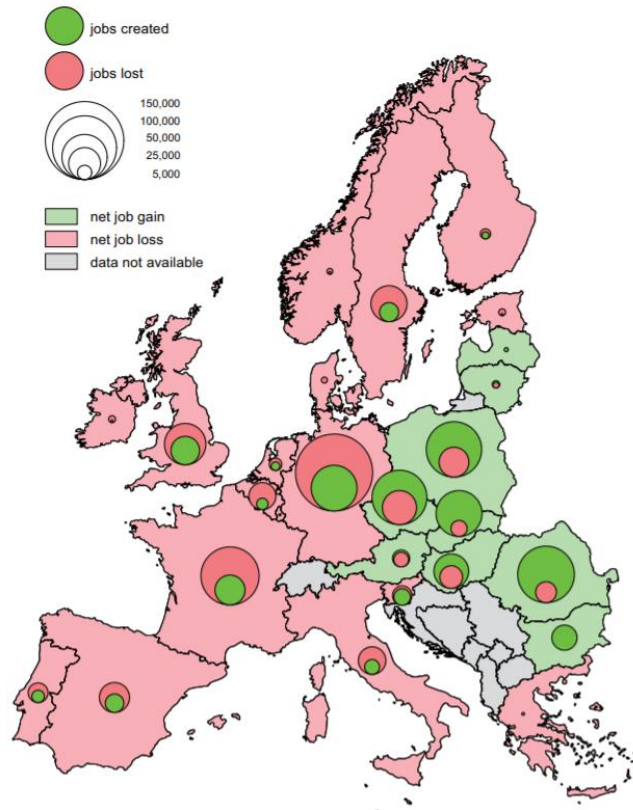 jobs created
jobs lost
150,000
100,000
50,000
25,000
5,000
net job gain
net job loss
data not available